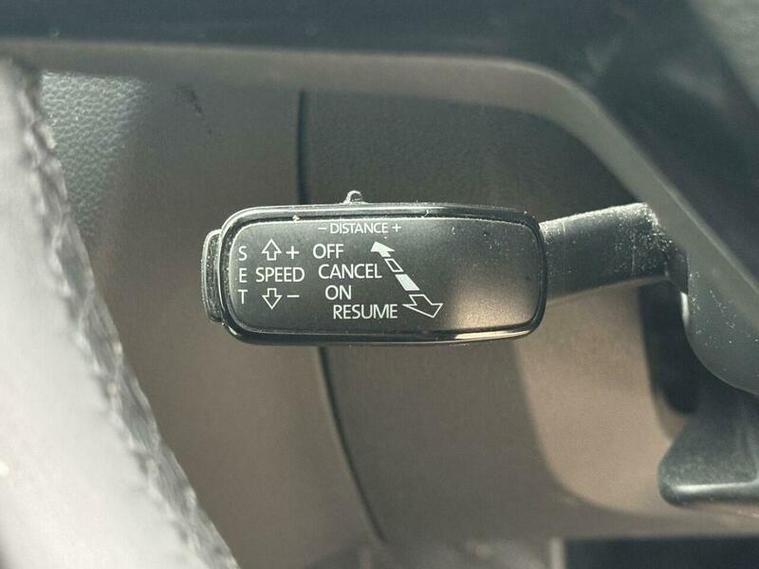 - DISTANCE +
S + OFF
E SPEED CANCEL
T - ON
RESUME